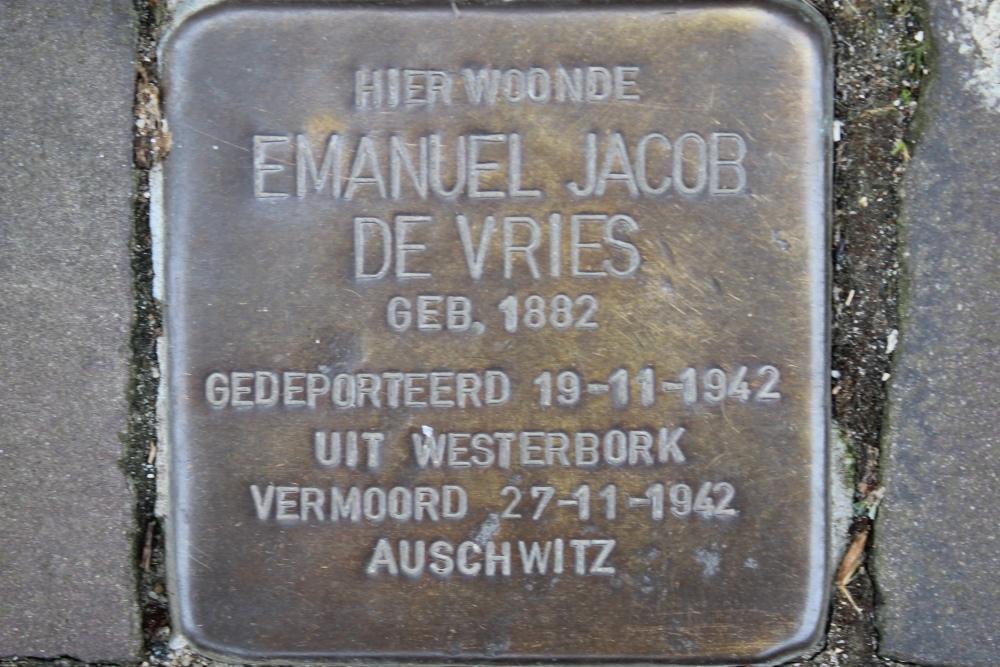 HIER WOONDE
EMANUEL JACOB
DE VRIES
GEB. 1882
GEDEPORTEERD 19-11-1942
UIT WESTERBORK
VERMOORD 27-11-1942
AUSCHWITZ